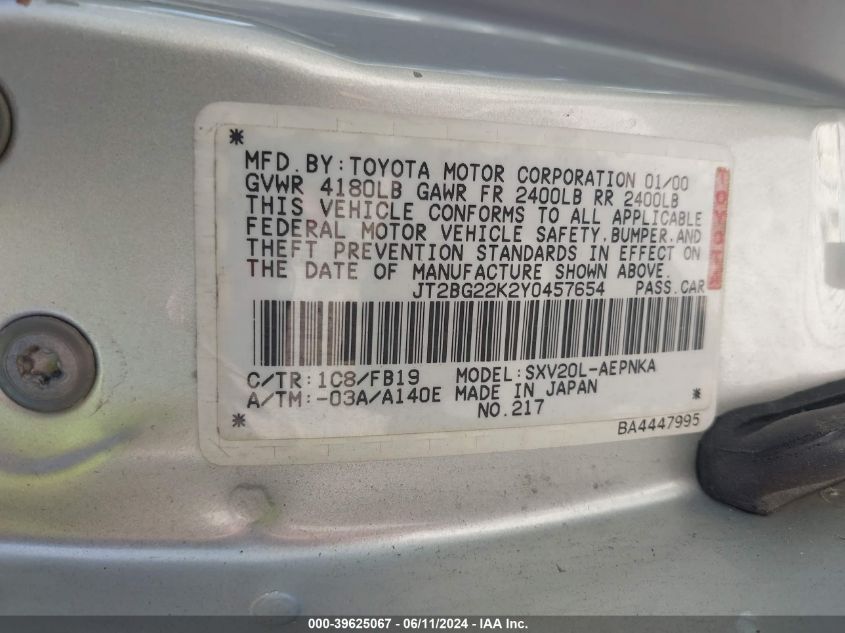 MFD. BY: TOYOTA MOTOR CORPORATION 01/00
GVWR 4180LB GAWR FR 2400LB RR 2400LB
THIS VEHICLE CONFORMS TO ALL APPLICABLE
FEDERAL MOTOR VEHICLE SAFETY, BUMPER, AND
THEFT PREVENTION STANDARDS IN EFFECT ON
THE DATE OF MANUFACTURE SHOWN ABOVE.
JT2BG22K2Y0457654 PASS. CAR
C/TR: 1C8/FB19 MODEL: SXV20L-AEPNKA
A/TM: -03A/A140E MADE IN JAPAN
NO. 217
BA4447995
TOYOTA
000-39625067 - 06/11/2024 - IAA Inc.